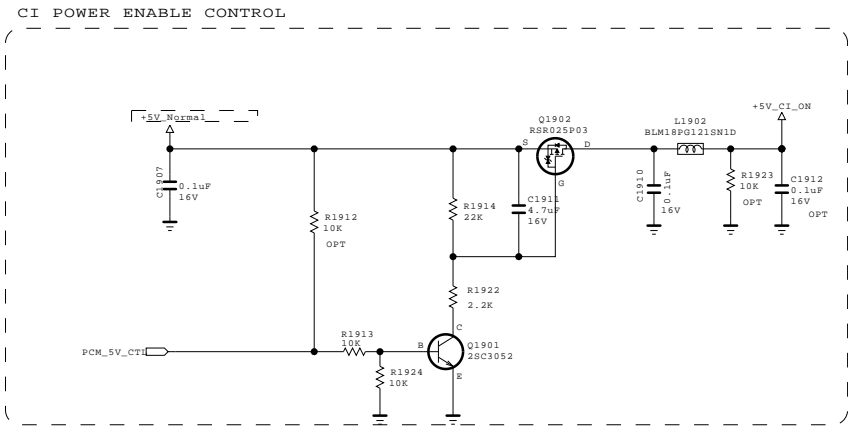 CI POWER ENABLE CONTROL
+5V_Normal
Q1902
RSR025P03
S
D
G
L1902
BLM18PG121SN1D
+5V_CI_ON
C1907
0.1uF
16V
R1912
10K
OPT
R1914
22K
C1911
4.7uF
16V
C1910
0.1uF
16V
R1923
10K
OPT
C1912
0.1uF
16V
OPT
R1922
2.2K
PCM_5V_CTL
R1913
10K
B
C
Q1901
2SC3052
E
R1924
10K